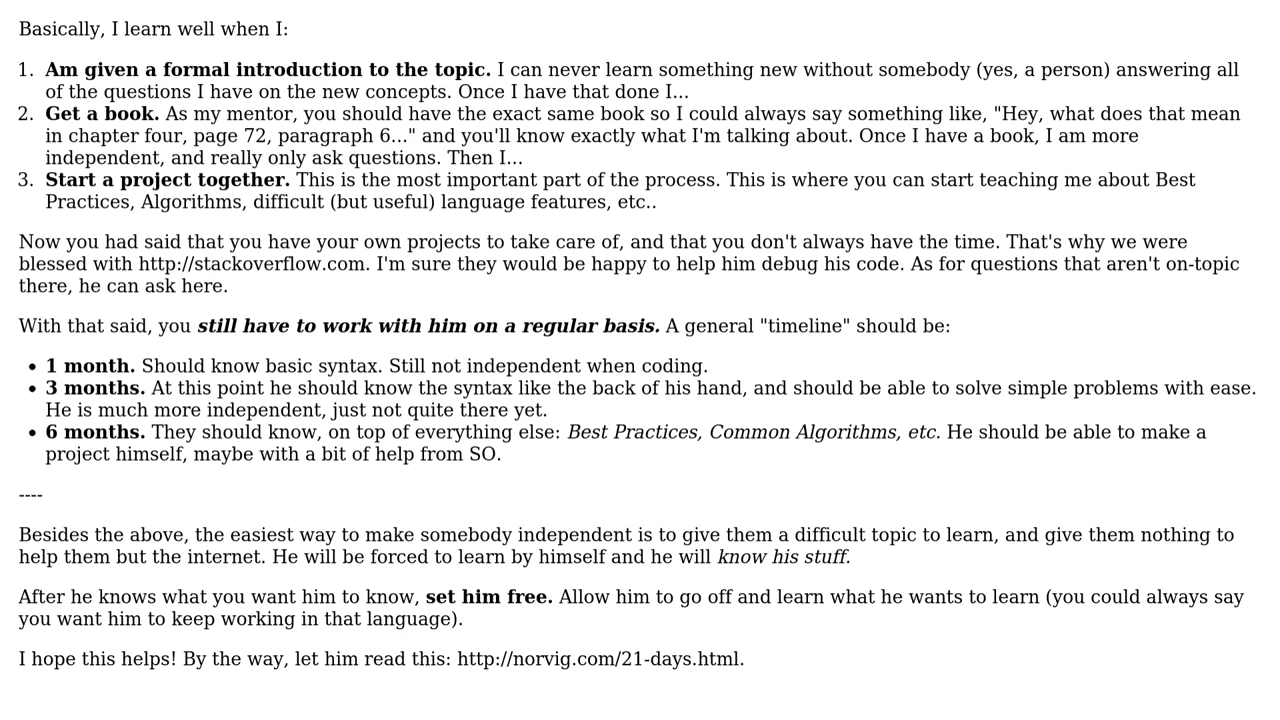 Basically, I learn well when I:
1. Am given a formal introduction to the topic. I can never learn something new without somebody (yes, a person) answering all
of the questions I have on the new concepts. Once I have that done I...
2. Get a book. As my mentor, you should have the exact same book so I could always say something like, "Hey, what does that mean
in chapter four, page 72, paragraph 6..." and you'll know exactly what I'm talking about. Once I have a book, I am more
independent, and really only ask questions. Then I...
3. Start a project together. This is the most important part of the process. This is where you can start teaching me about Best
Practices, Algorithms, difficult (but useful) language features, etc..
Now you had said that you have your own projects to take care of, and that you don't always have the time. That's why we were
blessed with http://stackoverflow.com. I'm sure they would be happy to help him debug his code. As for questions that aren't on-topic
there, he can ask here.
With that said, you still have to work with him on a regular basis. A general "timeline" should be:
• 1 month. Should know basic syntax. Still not independent when coding.
• 3 months. At this point he should know the syntax like the back of his hand, and should be able to solve simple problems with ease.
He is much more independent, just not quite there yet.
• 6 months. They should know, on top of everything else: Best Practices, Common Algorithms, etc. He should be able to make a
project himself, maybe with a bit of help from SO.
----
Besides the above, the easiest way to make somebody independent is to give them a difficult topic to learn, and give them nothing to
help them but the internet. He will be forced to learn by himself and he will know his stuff.
After he knows what you want him to know, set him free. Allow him to go off and learn what he wants to learn (you could always say
you want him to keep working in that language).
I hope this helps! By the way, let him read this: http://norvig.com/21-days.html.